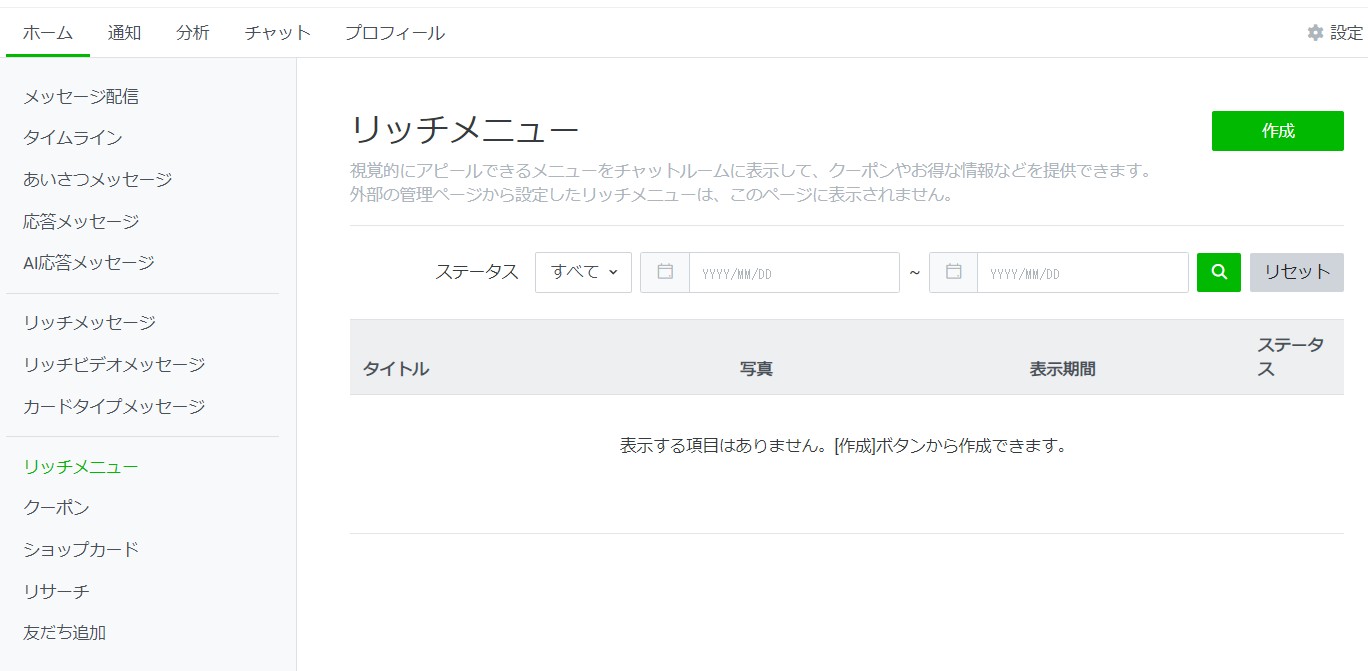 ホーム 通知 分析 チャット プロフィール 設定
メッセージ配信
タイムライン
あいさつメッセージ
応答メッセージ
AI応答メッセージ
リッチメッセージ
リッチビデオメッセージ
カードタイプメッセージ
リッチメニュー
クーポン
ショップカード
リサーチ
友だち追加
リッチメニュー
作成
視覚的にアピールできるメニューをチャットルームに表示して、クーポンやお得な情報などを提供できます。
外部の管理ページから設定したリッチメニューは、このページに表示されません。
ステータス すべて YYYY/MM/DD ~ YYYY/MM/DD リセット
タイトル 写真 表示期間 ステータ
ス
表示する項目はありません。[作成]ボタンから作成できます。